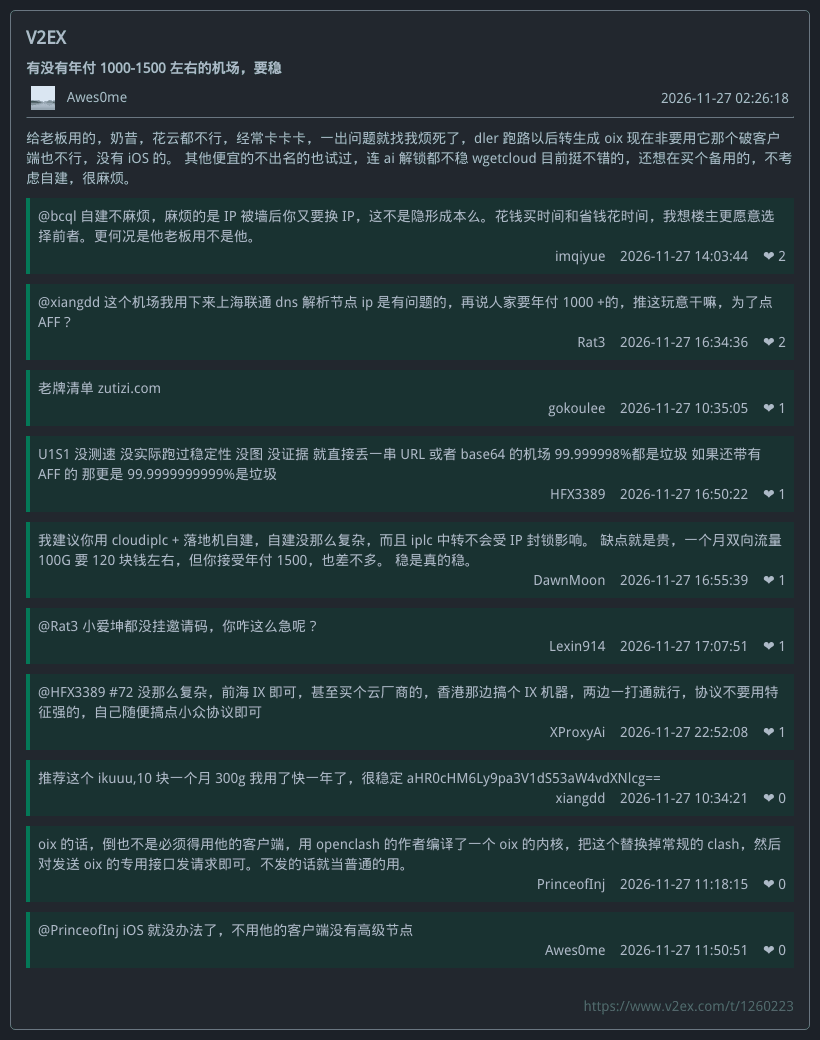 V2EX
有没有年付 1000-1500 左右的机场，要稳
Awes0me 2026-11-27 02:26:18
给老板用的，奶昔，花云都不行，经常卡卡卡，一出问题就找我烦死了，dler 跑路以后转生成 oix 现在非要用它那个破客户
端也不行，没有 iOS 的。 其他便宜的不出名的也试过，连 ai 解锁都不稳 wgetcloud 目前挺不错的，还想在买个备用的，不考
虑自建，很麻烦。
@bcql 自建不麻烦，麻烦的是 IP 被墙后你又要换 IP，这不是隐形成本么。花钱买时间和省钱花时间，我想楼主更愿意选
择前者。更何况是他老板用不是他。
imqiyue 2026-11-27 14:03:44 ❤ 2
@xiangdd 这个机场我用下来上海联通 dns 解析节点 ip 是有问题的，再说人家要年付 1000 +的，推这玩意干嘛，为了点
AFF？
Rat3 2026-11-27 16:34:36 ❤ 2
老牌清单 zutizi.com
gokoulee 2026-11-27 10:35:05 ❤ 1
U1S1 没测速 没实际跑过稳定性 没图 没证据 就直接丢一串 URL 或者 base64 的机场 99.999998%都是垃圾 如果还带有
AFF 的 那更是 99.9999999999%是垃圾
HFX3389 2026-11-27 16:50:22 ❤ 1
我建议你用 cloudiplc + 落地机自建，自建没那么复杂，而且 iplc 中转不会受 IP 封锁影响。 缺点就是贵，一个月双向流量
100G 要 120 块钱左右，但你接受年付 1500，也差不多。 稳是真的稳。
DawnMoon 2026-11-27 16:55:39 ❤ 1
@Rat3 小爱坤都没挂邀请码，你咋这么急呢？
Lexin914 2026-11-27 17:07:51 ❤ 1
@HFX3389 #72 没那么复杂，前海 IX 即可，甚至买个云厂商的，香港那边搞个 IX 机器，两边一打通就行，协议不要用特
征强的，自己随便搞点小众协议即可
XProxyAi 2026-11-27 22:52:08 ❤ 1
推荐这个 ikuuu,10 块一个月 300g 我用了快一年了，很稳定 aHR0cHM6Ly9pa3V1dS53aW4vdXNlcg==
xiangdd 2026-11-27 10:34:21 ❤ 0
oix 的话，倒也不是必须得用他的客户端，用 openclash 的作者编译了一个 oix 的内核，把这个替换掉常规的 clash，然后
对发送 oix 的专用接口发请求即可。不发的话就当普通的用。
PrinceofInj 2026-11-27 11:18:15 ❤ 0
@PrinceofInj iOS 就没办法了，不用他的客户端没有高级节点
Awes0me 2026-11-27 11:50:51 ❤ 0
https://www.v2ex.com/t/1260223